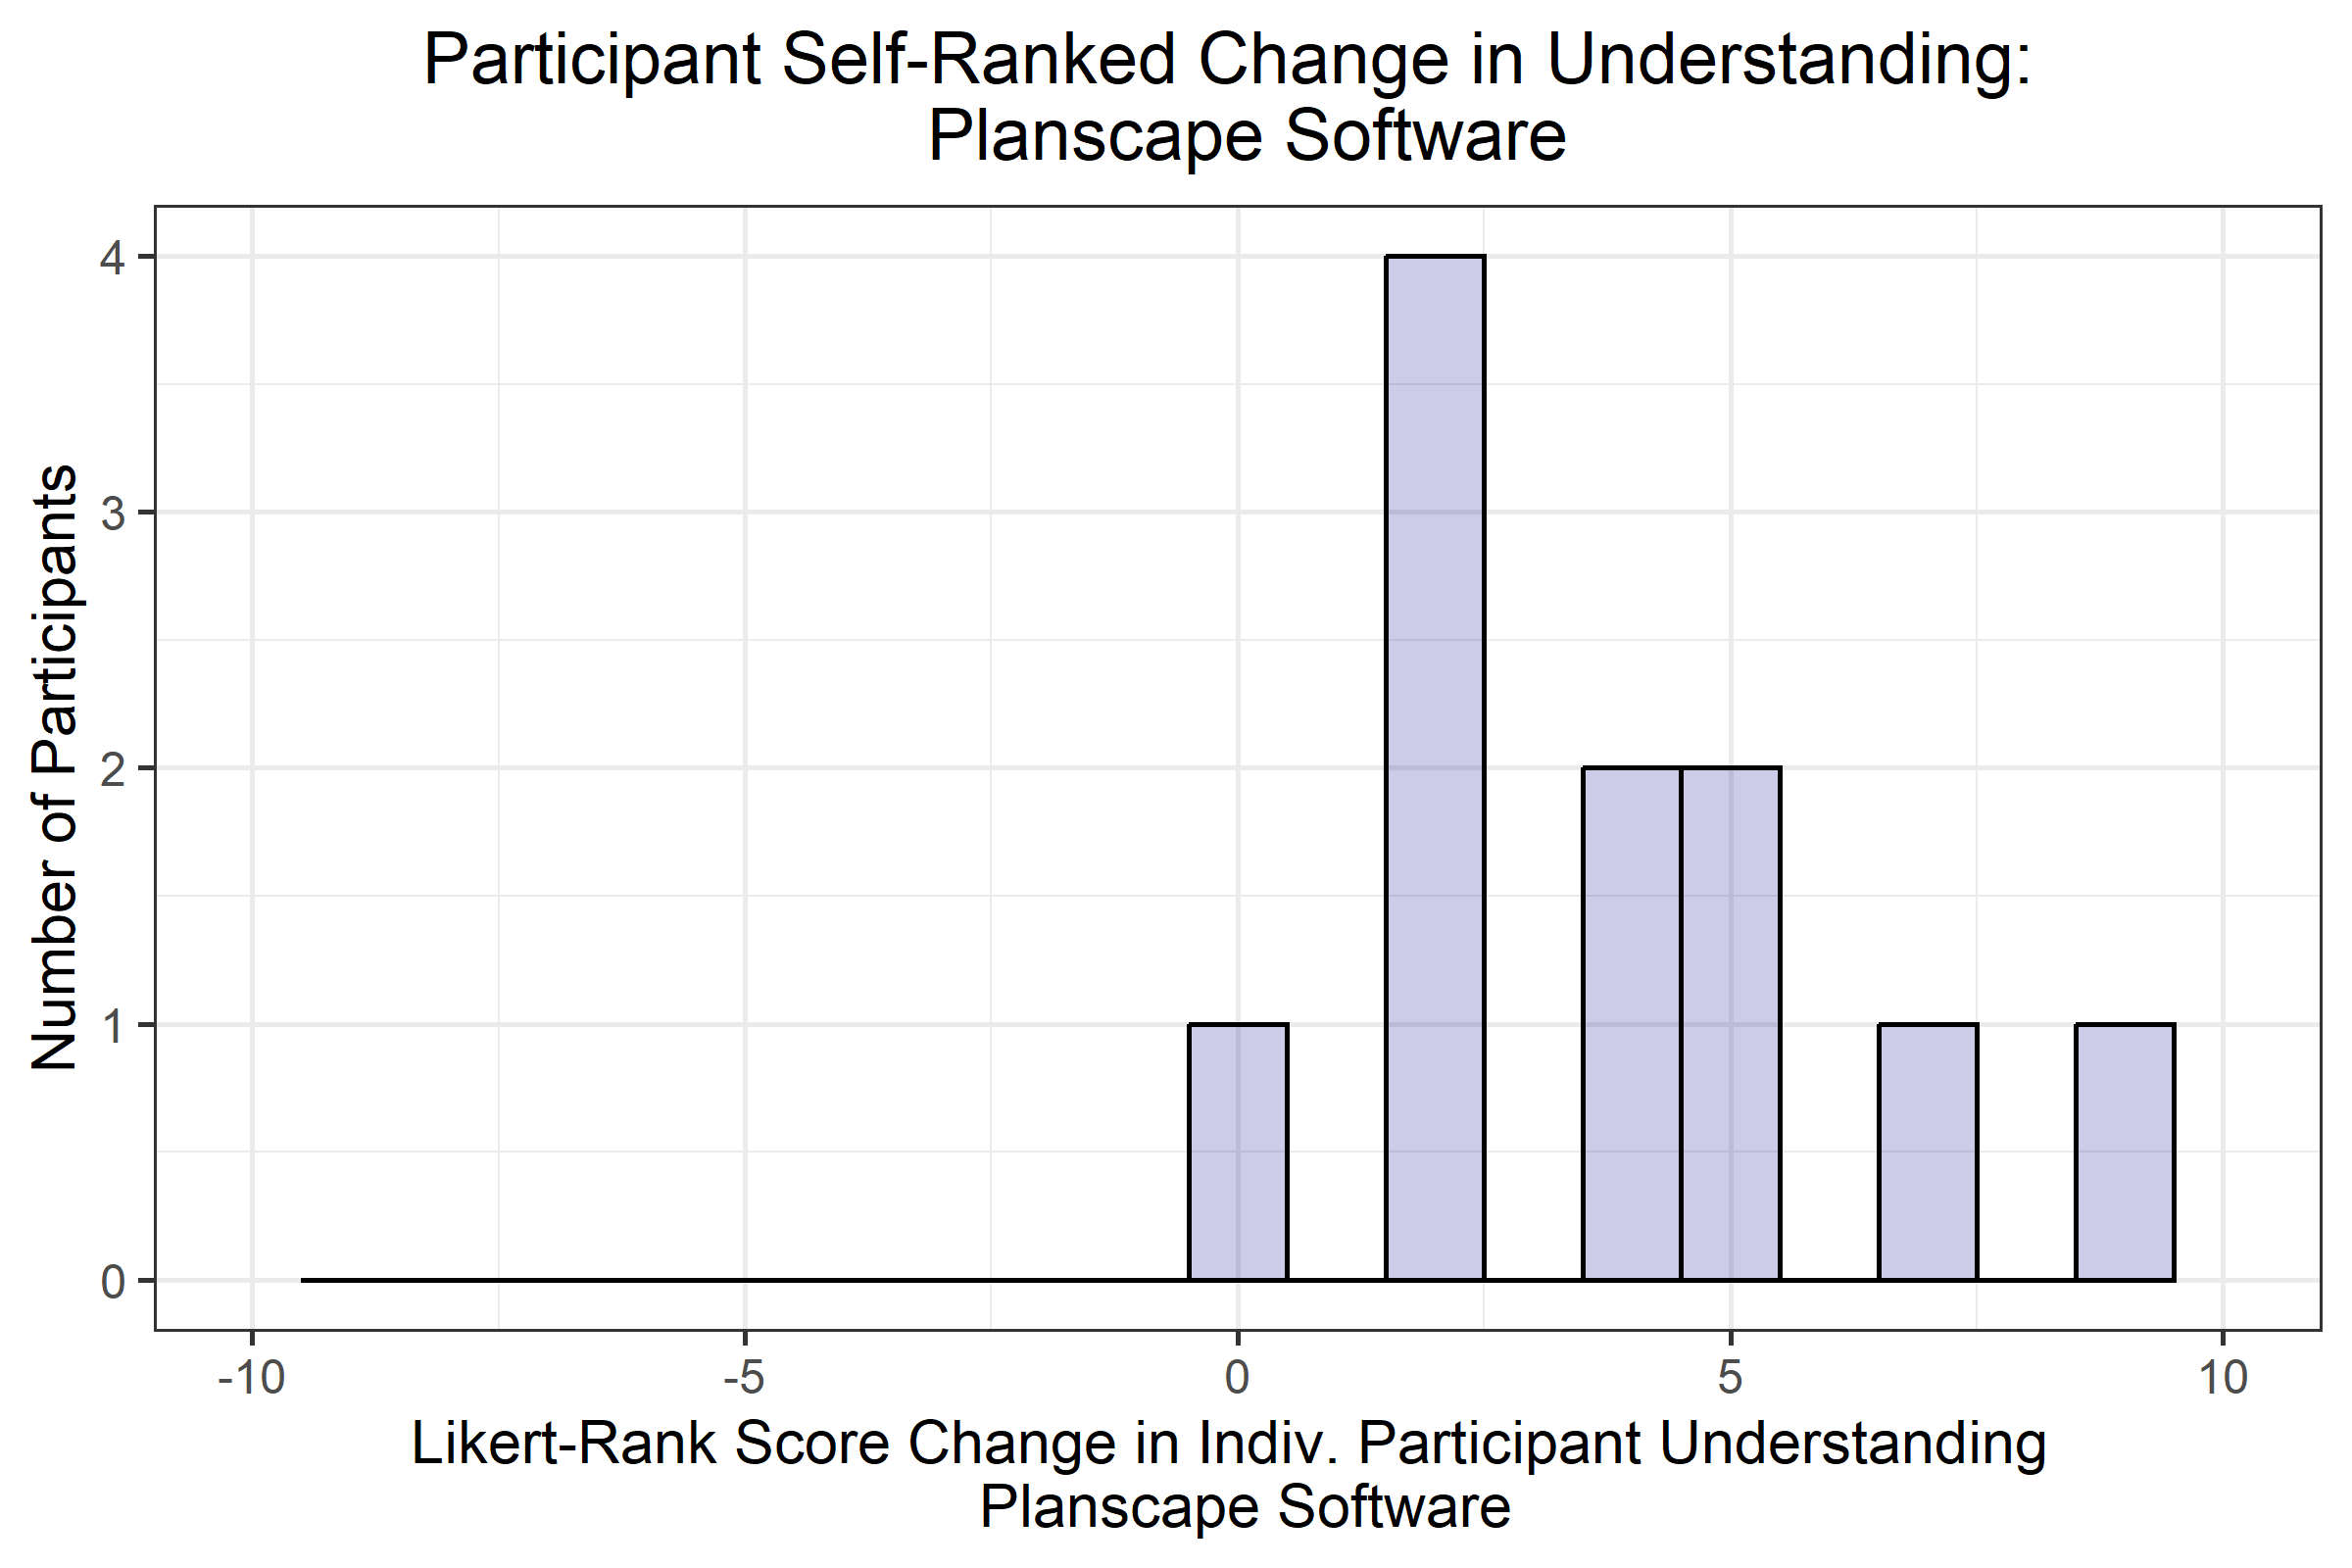 Participant Self-Ranked Change in Understanding:
Planscape Software
Number of Participants
4
3
2
1
0
-10 -5 0 5 10
Likert-Rank Score Change in Indiv. Participant Understanding
Planscape Software